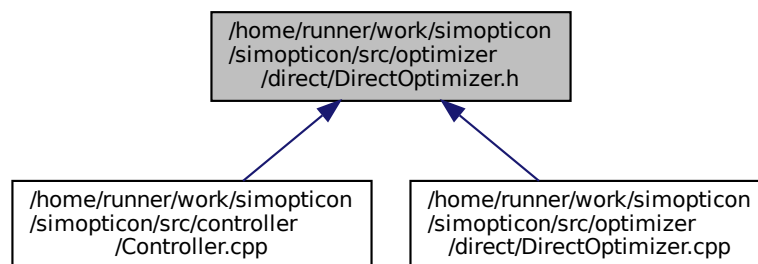 /home/runner/work/simopticon
/simopticon/src/optimizer
/direct/DirectOptimizer.h
/home/runner/work/simopticon
/simopticon/src/controller
/Controller.cpp
/home/runner/work/simopticon
/simopticon/src/optimizer
/direct/DirectOptimizer.cpp